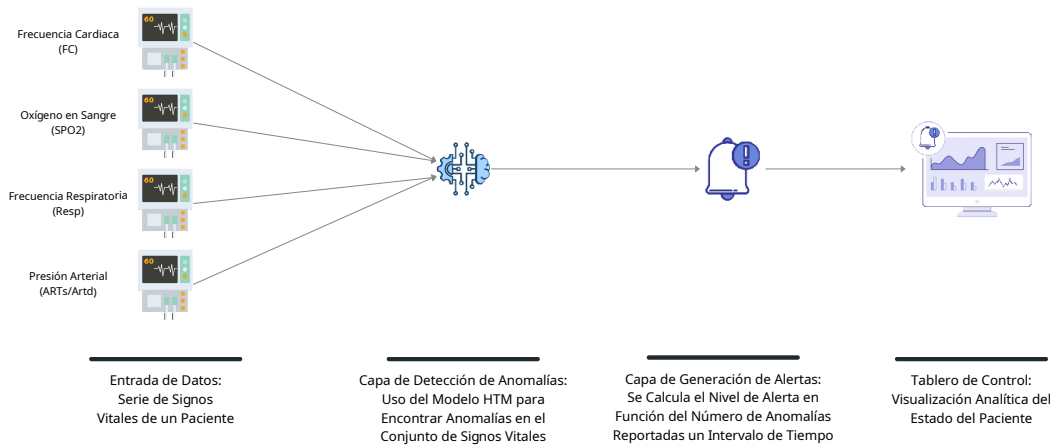 Frecuencia Cardiaca
(FC)
60
Oxígeno en Sangre
(SPO2)
60
Frecuencia Respiratoria
(Resp)
60
Presión Arterial
(ARTs/Artd)
60
Entrada de Datos:
Serie de Signos
Vitales de un Paciente
Capa de Detección de Anomalías:
Uso del Modelo HTM para
Encontrar Anomalías en el
Conjunto de Signos Vitales
Capa de Generación de Alertas:
Se Calcula el Nivel de Alerta en
Función del Número de Anomalías
Reportadas un Intervalo de Tiempo
Tablero de Control:
Visualización Analítica del
Estado del Paciente